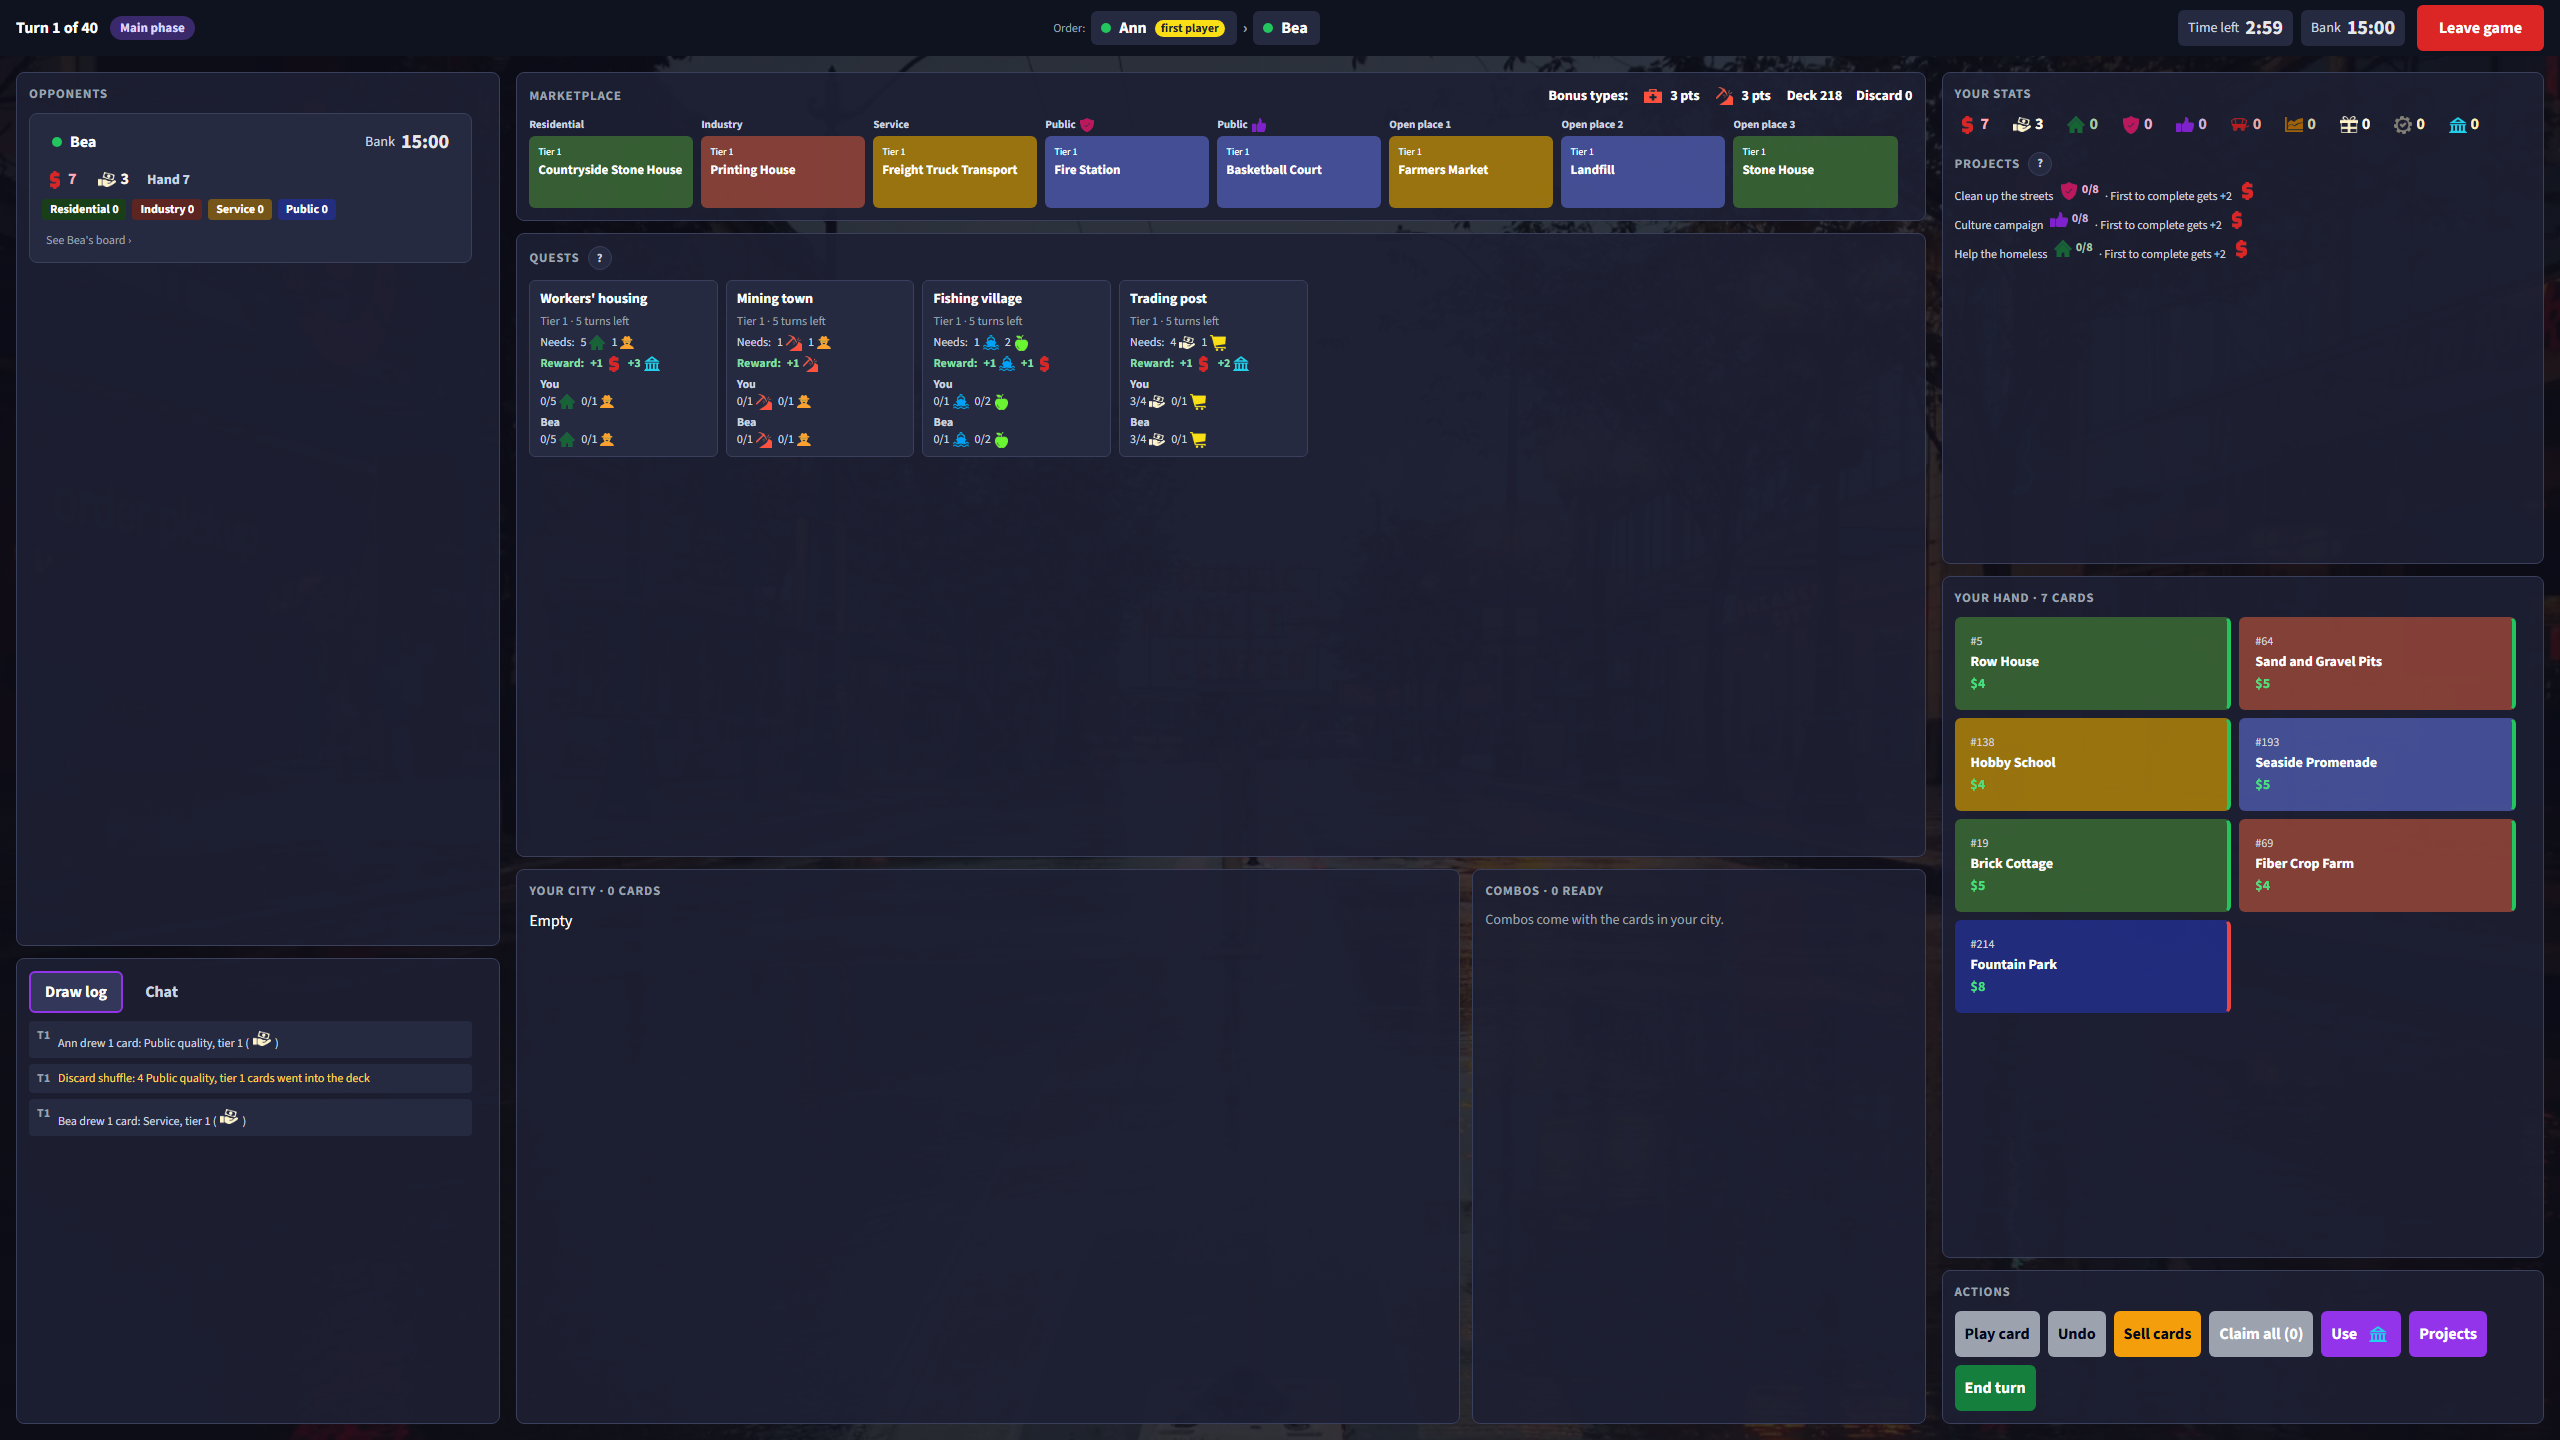 Turn 1 of 40 Main phase
Order: Ann first player › Bea
Time left 2:59 Bank 15:00 Leave game
OPPONENTS
Bea Bank 15:00
7 3 Hand 7
Residential 0 Industry 0 Service 0 Public 0
See Bea's board ›
MARKETPLACE
Bonus types: 3 pts 3 pts Deck 218 Discard 0
Residential
Tier 1
Countryside Stone House
Industry
Tier 1
Printing House
Service
Tier 1
Freight Truck Transport
Public
Tier 1
Fire Station
Public
Tier 1
Basketball Court
Open place 1
Tier 1
Farmers Market
Open place 2
Tier 1
Landfill
Open place 3
Tier 1
Stone House
QUESTS ?
Workers' housing
Tier 1 · 5 turns left
Needs: 5 1
Reward: +1 +3
You
0/5 0/1
Bea
0/5 0/1
Mining town
Tier 1 · 5 turns left
Needs: 1 1
Reward: +1
You
0/1 0/1
Bea
0/1 0/1
Fishing village
Tier 1 · 5 turns left
Needs: 1 2
Reward: +1 +1
You
0/1 0/2
Bea
0/1 0/2
Trading post
Tier 1 · 5 turns left
Needs: 4 1
Reward: +1 +2
You
3/4 0/1
Bea
3/4 0/1
YOUR STATS
7 3 0 0 0 0 0 0 0 0
PROJECTS ?
Clean up the streets 0/8 · First to complete gets +2
Culture campaign 0/8 · First to complete gets +2
Help the homeless 0/8 · First to complete gets +2
YOUR HAND · 7 CARDS
#5
Row House
$4
#64
Sand and Gravel Pits
$5
#138
Hobby School
$4
#193
Seaside Promenade
$5
#19
Brick Cottage
$5
#69
Fiber Crop Farm
$4
#214
Fountain Park
$8
YOUR CITY · 0 CARDS
Empty
COMBOS · 0 READY
Combos come with the cards in your city.
Draw log Chat
T1 Ann drew 1 card: Public quality, tier 1 ( )
T1 Discard shuffle: 4 Public quality, tier 1 cards went into the deck
T1 Bea drew 1 card: Service, tier 1 ( )
ACTIONS
Play card Undo Sell cards Claim all (0) Use Projects
End turn